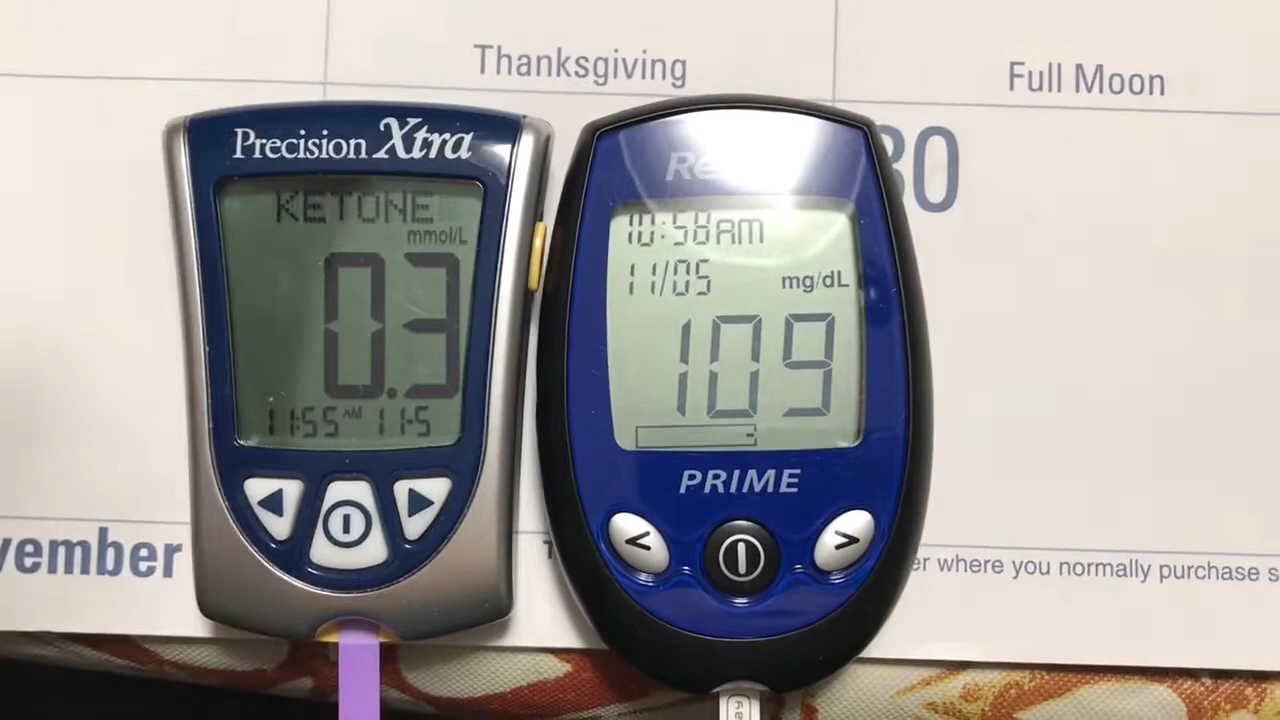 Thanksgiving
Full Moon
30
Precision Xtra
KETONE
mmol/L
0.3
11:55 AM 11-5
10:58AM
11/05
mg/dL
109
PRIME
<
>
vember
er where you normally purchase s